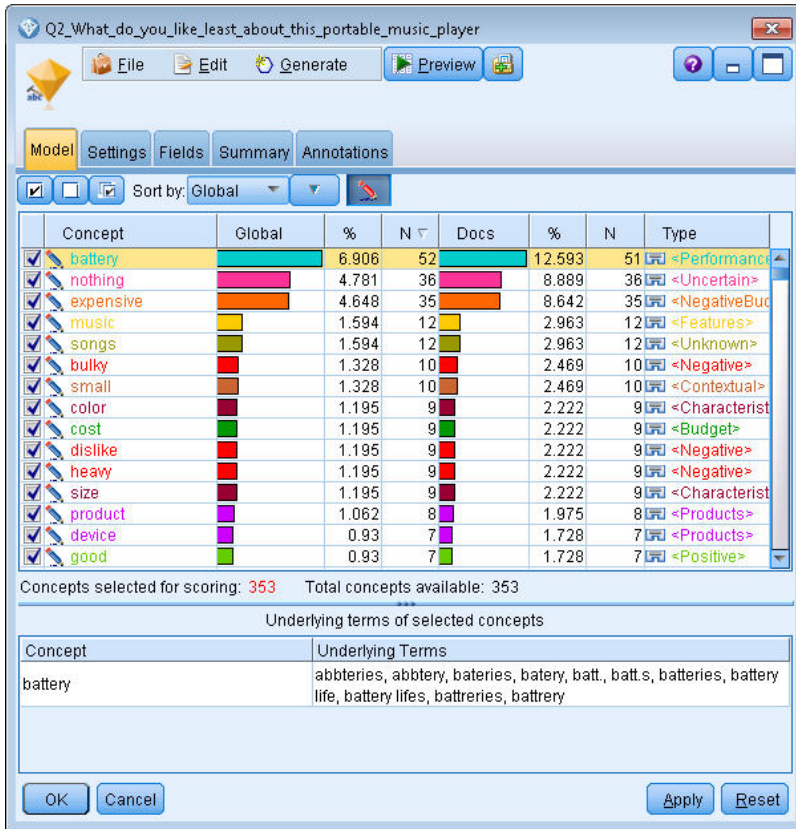 Q2_What_do_you_like_least_about_this_portable_music_player
File Edit Generate Preview
abc
Model Settings Fields Summary Annotations
Sort by: Global
Concept Global % N Docs % N Type
battery 6.906 52 12.593 51 <Performance
nothing 4.781 36 8.889 36 <Uncertain>
expensive 4.648 35 8.642 35 <NegativeBud
music 1.594 12 2.963 12 <Features>
songs 1.594 12 2.963 12 <Unknown>
bulky 1.328 10 2.469 10 <Negative>
small 1.328 10 2.469 10 <Contextual>
color 1.195 9 2.222 9 <Characterist
cost 1.195 9 2.222 9 <Budget>
dislike 1.195 9 2.222 9 <Negative>
heavy 1.195 9 2.222 9 <Negative>
size 1.195 9 2.222 9 <Characterist
product 1.062 8 1.975 8 <Products>
device 0.93 7 1.728 7 <Products>
good 0.93 7 1.728 7 <Positive>
Concepts selected for scoring: 353 Total concepts available: 353
Underlying terms of selected concepts
Concept Underlying Terms
battery abbteries, abbtery, bateries, batery, batt., batt.s, batteries, battery
life, battery lifes, battreries, battrery
OK Cancel Apply Reset